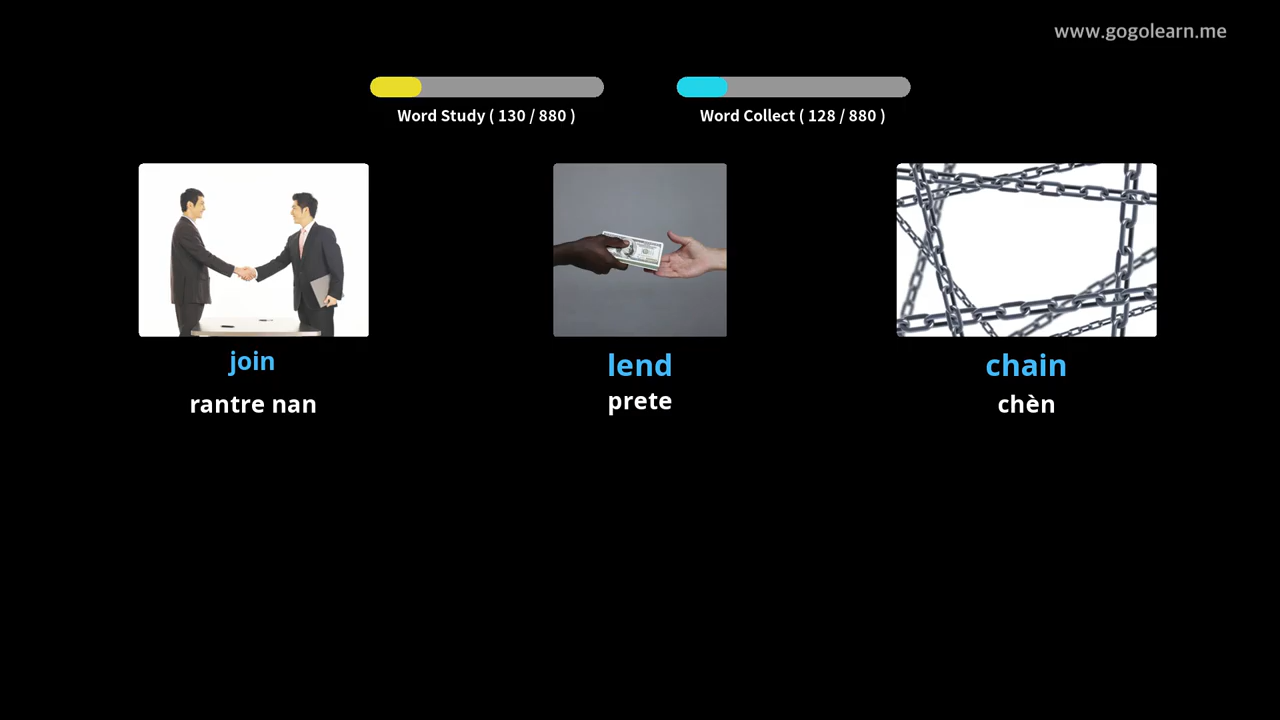 www.gogolearn.me
Word Study ( 130 / 880 )
Word Collect ( 128 / 880 )
join
lend
chain
rantre nan
prete
chèn